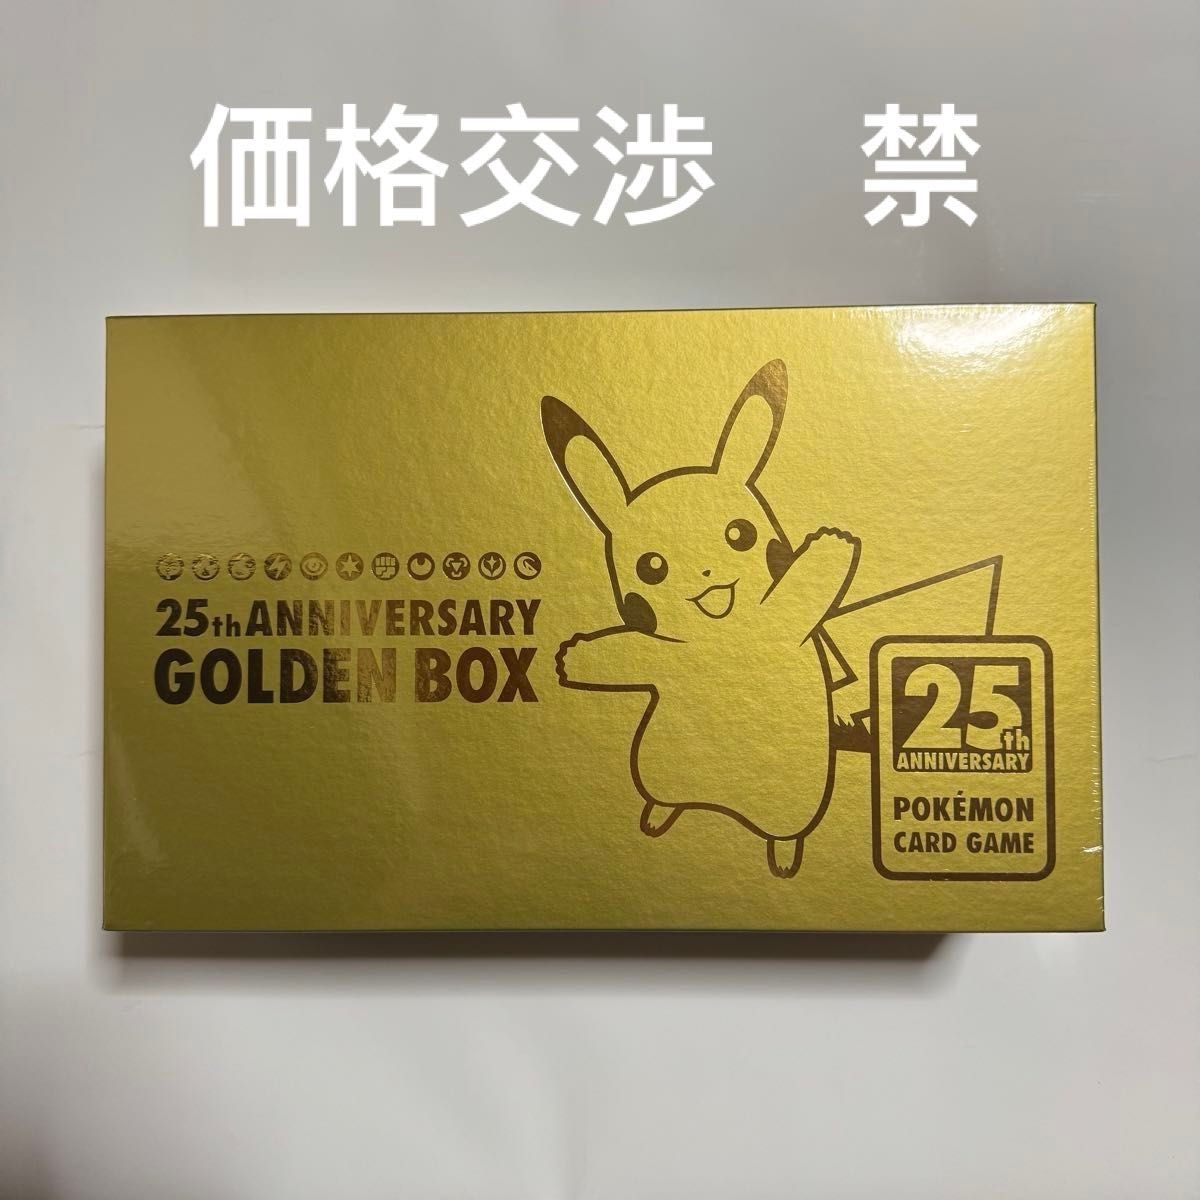 価格交渉　禁
25th ANNIVERSARY
GOLDEN BOX
25th
ANNIVERSARY
POKÉMON
CARD GAME